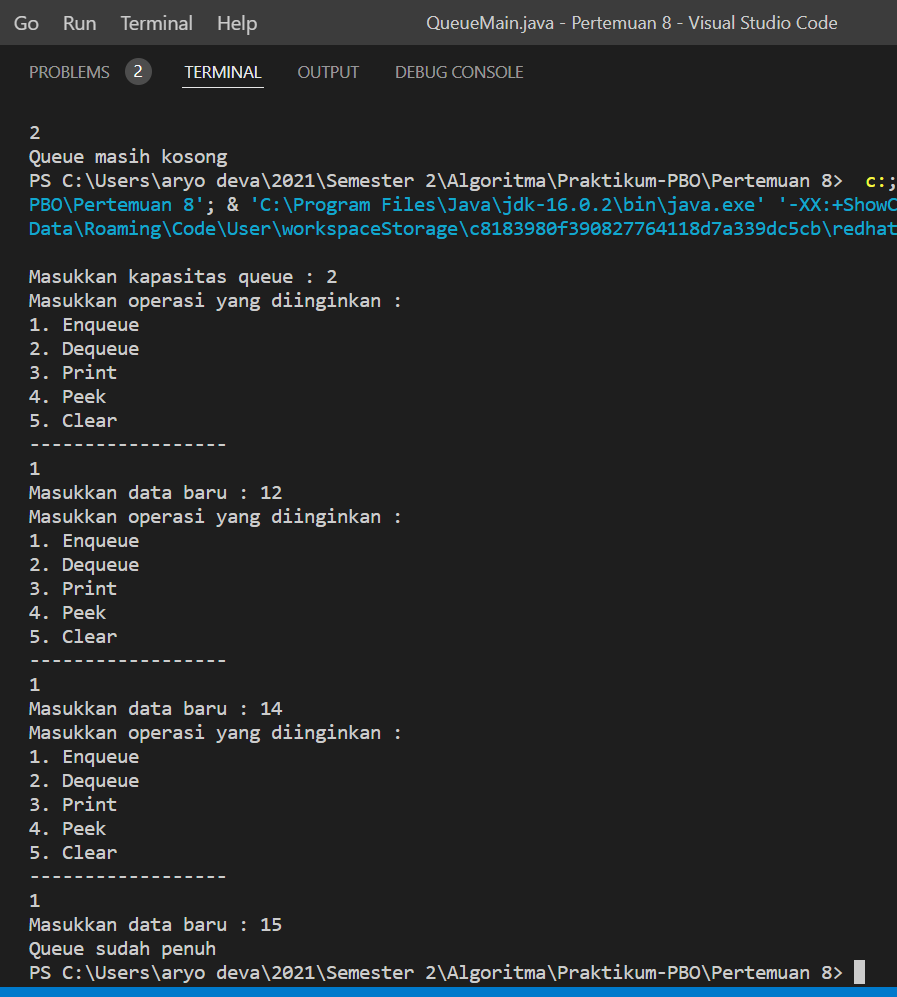 Go Run Terminal Help QueueMain.java - Pertemuan 8 - Visual Studio Code
PROBLEMS 2 TERMINAL OUTPUT DEBUG CONSOLE
2
Queue masih kosong
PS C:\Users\aryo deva\2021\Semester 2\Algoritma\Praktikum-PBO\Pertemuan 8>  c:;
PBO\Pertemuan 8'; & 'C:\Program Files\Java\jdk-16.0.2\bin\java.exe' '-XX:+ShowC
Data\Roaming\Code\User\workspaceStorage\c8183980f390827764118d7a339dc5cb\redhat
Masukkan kapasitas queue : 2
Masukkan operasi yang diinginkan :
1. Enqueue
2. Dequeue
3. Print
4. Peek
5. Clear
------------------
1
Masukkan data baru : 12
Masukkan operasi yang diinginkan :
1. Enqueue
2. Dequeue
3. Print
4. Peek
5. Clear
------------------
1
Masukkan data baru : 14
Masukkan operasi yang diinginkan :
1. Enqueue
2. Dequeue
3. Print
4. Peek
5. Clear
------------------
1
Masukkan data baru : 15
Queue sudah penuh
PS C:\Users\aryo deva\2021\Semester 2\Algoritma\Praktikum-PBO\Pertemuan 8>